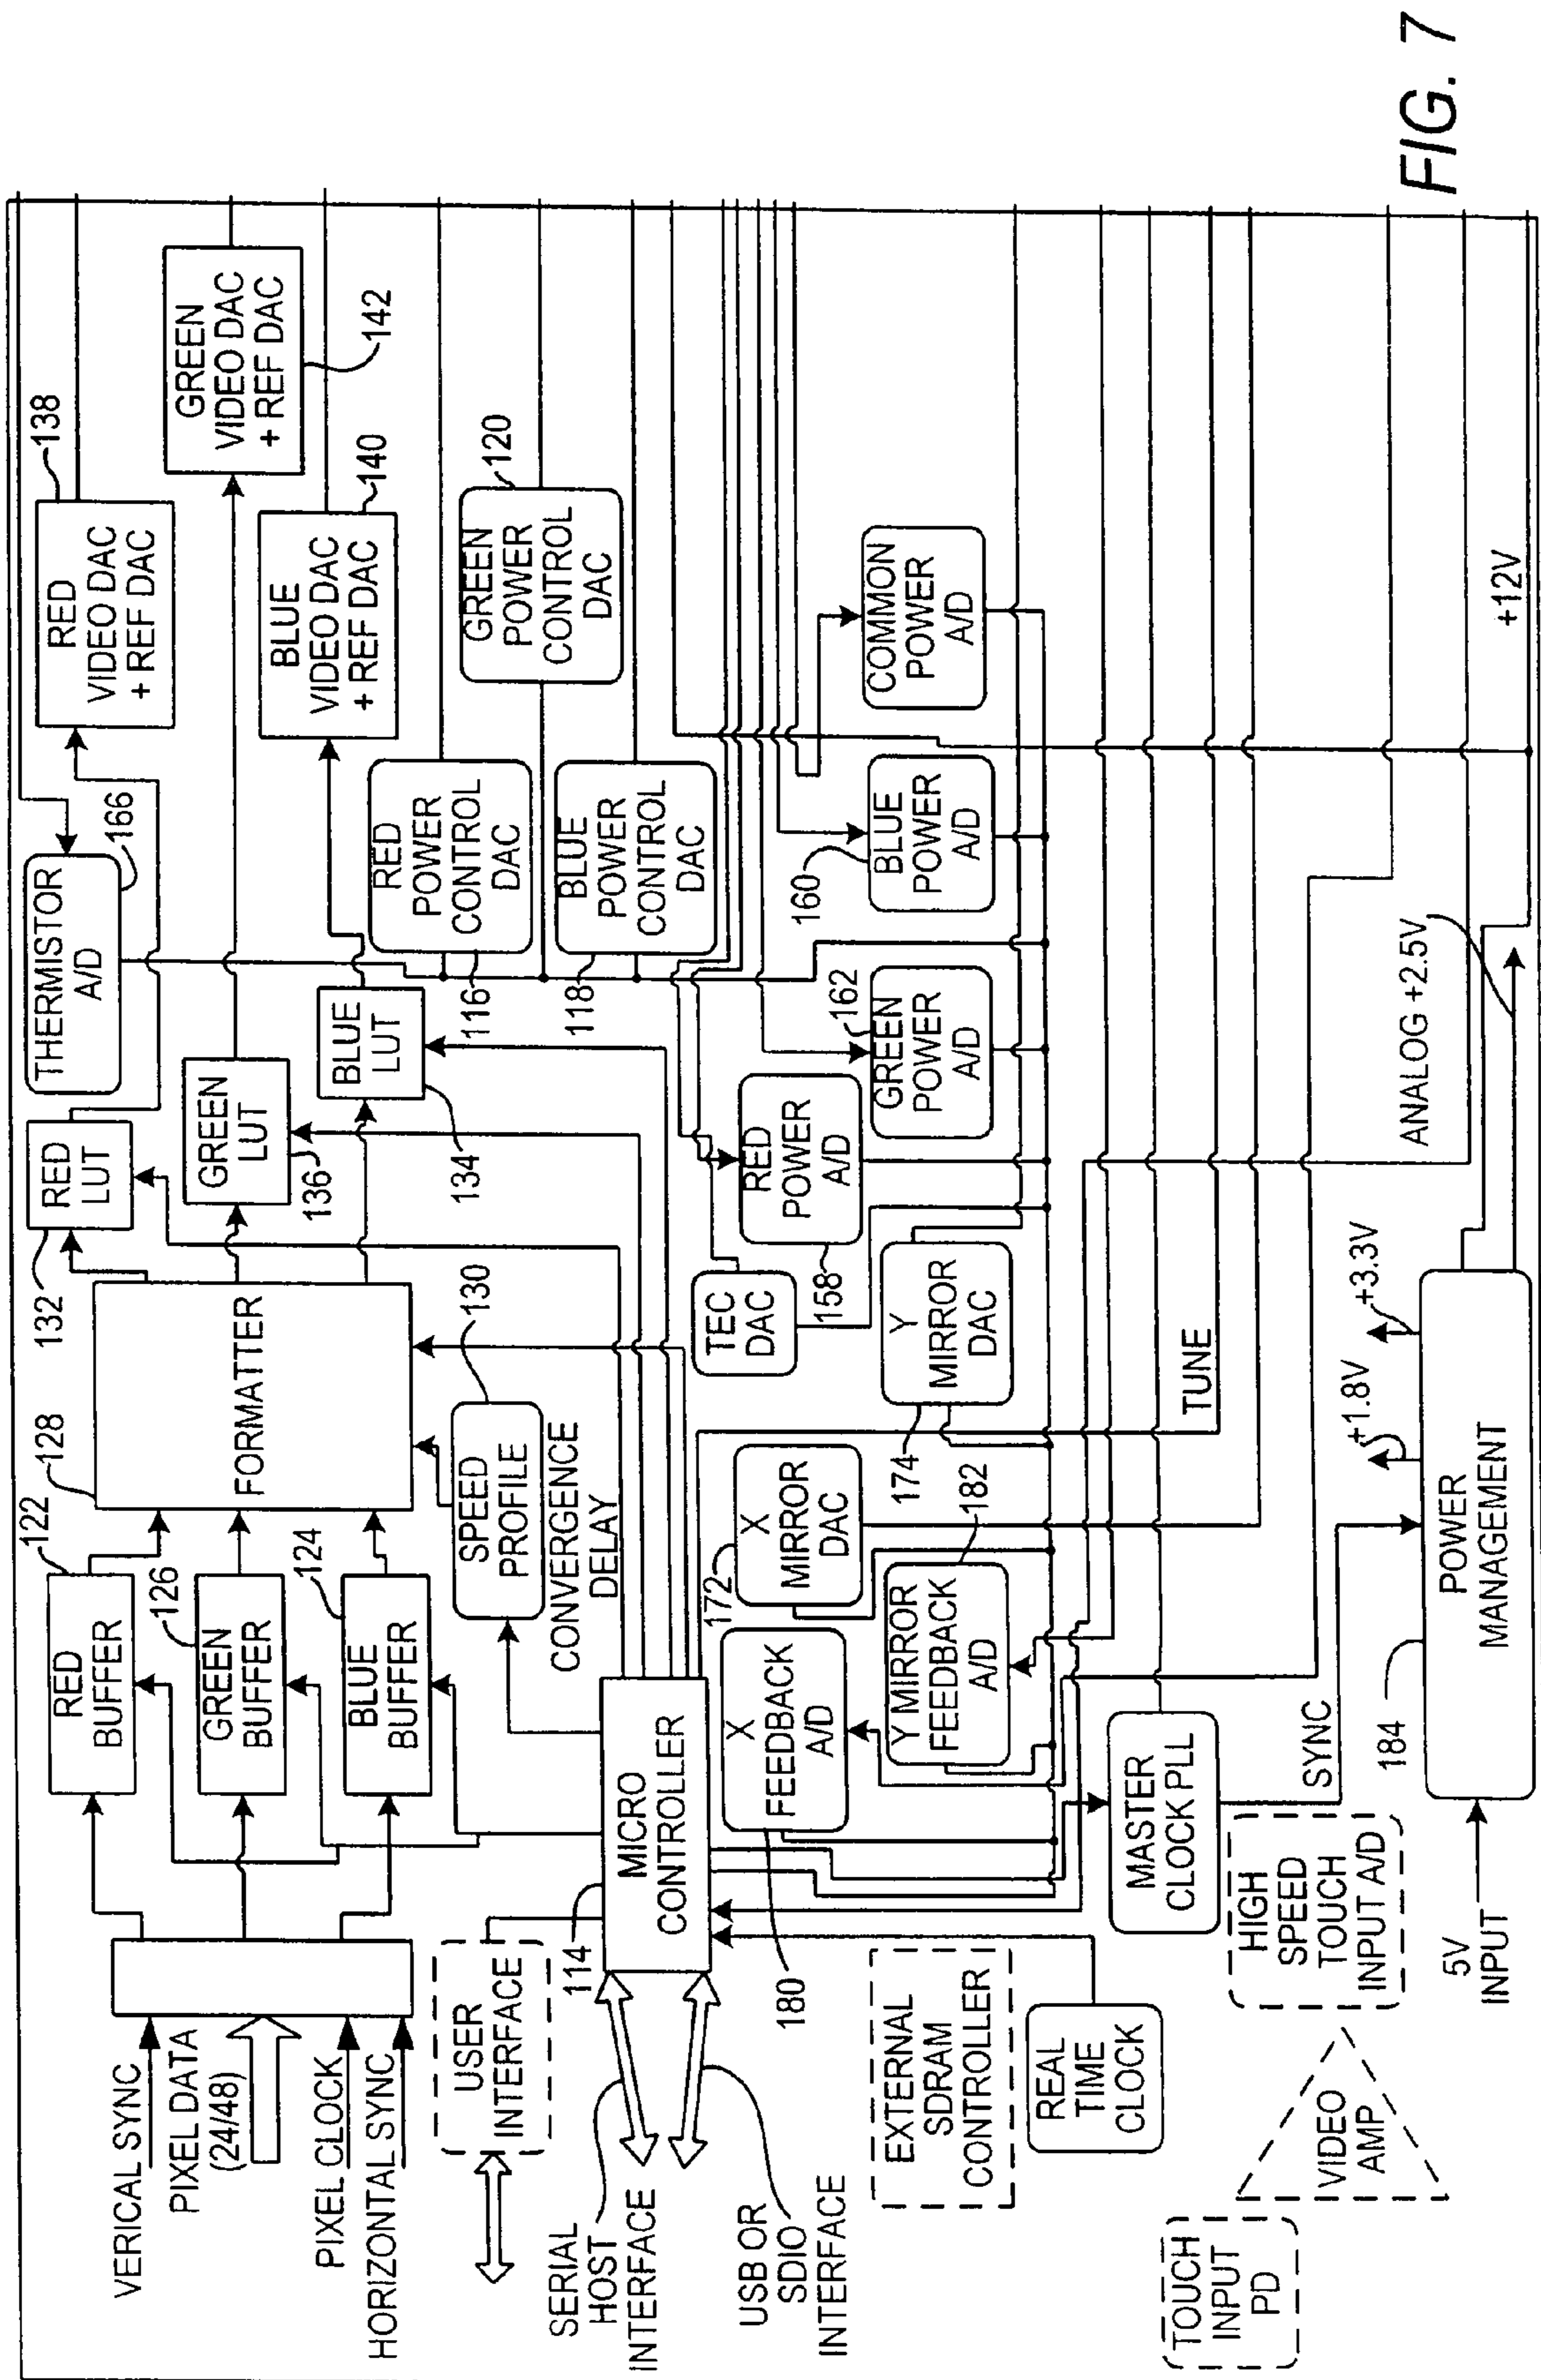 VERICAL SYNC
PIXEL DATA
(24/48)
PIXEL CLOCK
HORIZONTAL SYNC
RED
BUFFER
122
GREEN
BUFFER
126
BLUE
BUFFER
124
128
FORMATTER
SPEED
PROFILE
130
CONVERGENCE
DELAY
RED
LUT
132
GREEN
LUT
136
BLUE
LUT
134
THERMISTOR
A/D
166
RED
VIDEO DAC
+ REF DAC
138
GREEN
VIDEO DAC
+ REF DAC
142
BLUE
VIDEO DAC
+ REF DAC
140
RED
POWER
CONTROL
DAC
116
GREEN
POWER
CONTROL
DAC
120
BLUE
POWER
CONTROL
DAC
118
USER
INTERFACE
SERIAL
HOST
INTERFACE
USB OR
SDIO
INTERFACE
114
MICRO
CONTROLLER
TEC
DAC
RED
POWER
A/D
158
GREEN
POWER
A/D
162
BLUE
POWER
A/D
160
COMMON
POWER
A/D
X
FEEDBACK
A/D
180
X
MIRROR
DAC
172
Y MIRROR
FEEDBACK
A/D
182
Y
MIRROR
DAC
174
EXTERNAL
SDRAM
CONTROLLER
REAL
TIME
CLOCK
MASTER
CLOCK PLL
TUNE
SYNC
TOUCH
INPUT
PD
VIDEO
AMP
HIGH
SPEED
TOUCH
INPUT A/D
5V
INPUT
184
POWER
MANAGEMENT
+1.8V
+3.3V
ANALOG +2.5V
+12V
FIG. 7